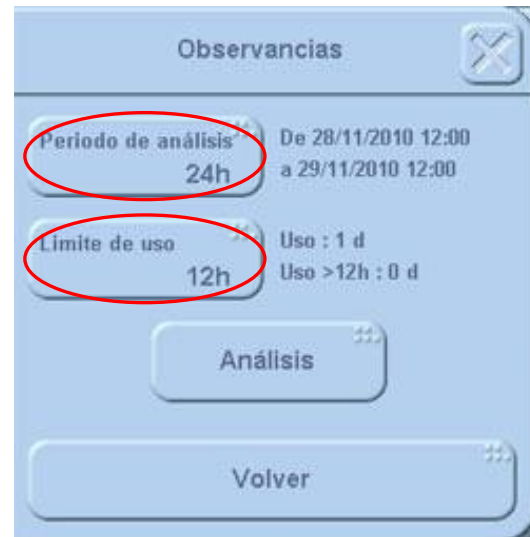 Observancias
Periodo de análisis
24h
De 28/11/2010 12:00
a 29/11/2010 12:00
Limite de uso
12h
Uso : 1 d
Uso >12h : 0 d
Análisis
Volver